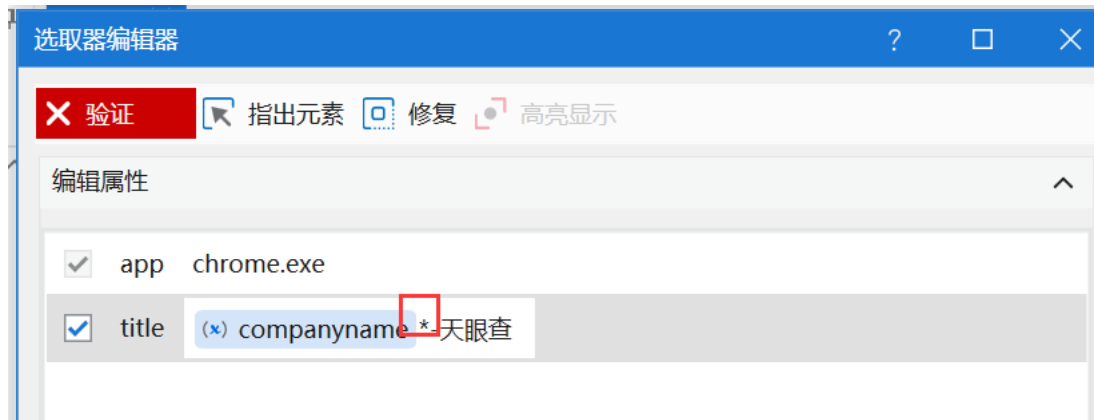 选取器编辑器 ?
验证 指出元素 修复 高亮显示
编辑属性
app chrome.exe
title (x) companyname *-天眼查